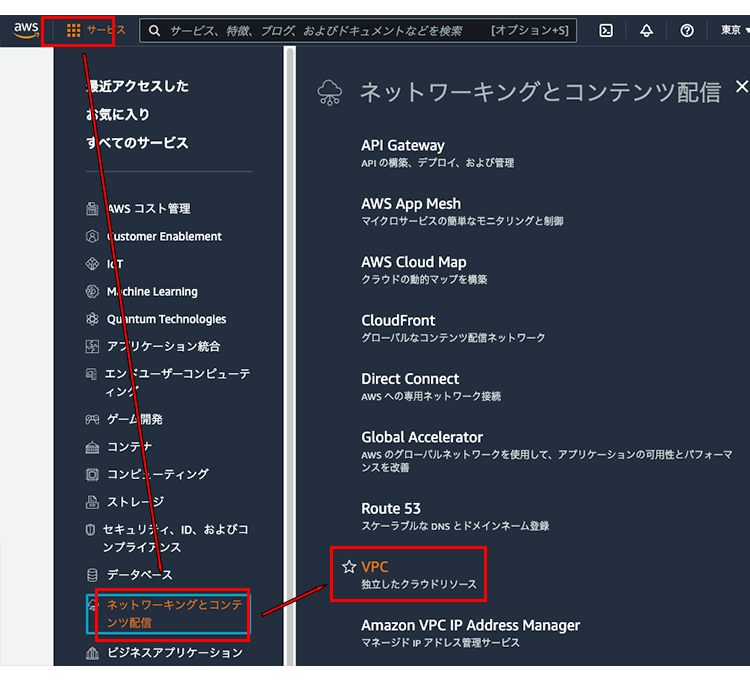 aws
サービス
サービス、特徴、ブログ、およびドキュメントなどを検索
[オプション+S]
東京
最近アクセスした
お気に入り
すべてのサービス
AWS コスト管理
Customer Enablement
IoT
Machine Learning
Quantum Technologies
アプリケーション統合
エンドユーザーコンピューテ
ィング
ゲーム開発
コンテナ
コンピューティング
ストレージ
セキュリティ、ID、およびコ
ンプライアンス
データベース
ネットワーキングとコンテ
ンツ配信
ビジネスアプリケーション
ネットワーキングとコンテンツ配信
API Gateway
API の構築、デプロイ、および管理
AWS App Mesh
マイクロサービスの簡単なモニタリングと制御
AWS Cloud Map
クラウドの動的マップを構築
CloudFront
グローバルなコンテンツ配信ネットワーク
Direct Connect
AWS への専用ネットワーク接続
Global Accelerator
AWS のグローバルネットワークを使用して、アプリケーションの可用性とパフォーマ
ンスを改善
Route 53
スケーラブルな DNS とドメインネーム登録
VPC
独立したクラウドリソース
Amazon VPC IP Address Manager
マネージド IP アドレス管理サービス